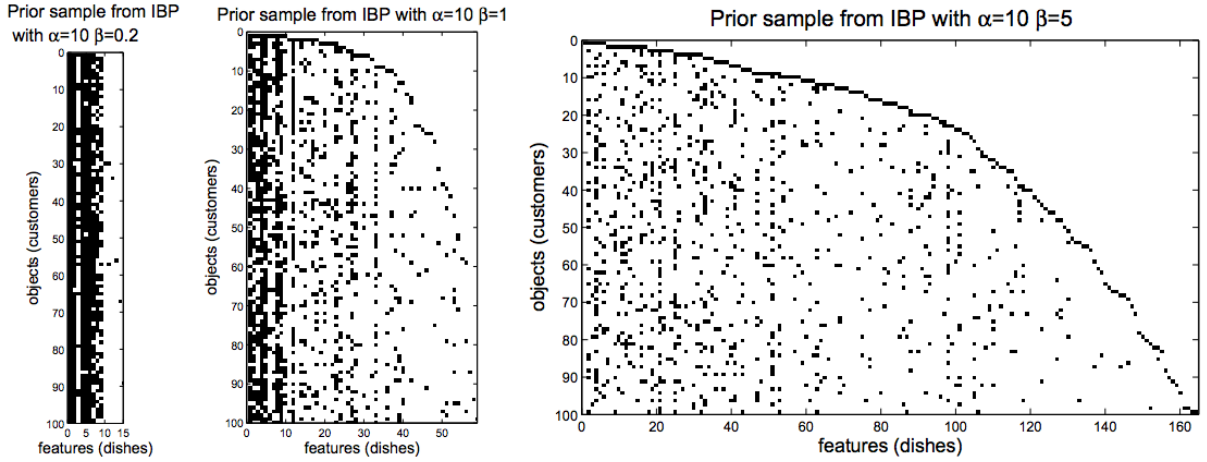 Prior sample from IBP
with α=10 β=0.2
0
10
20
30
40
50
60
70
80
90
100
objects (customers)
0 5 10 15
features (dishes)
Prior sample from IBP with α=10 β=1
0
10
20
30
40
50
60
70
80
90
100
objects (customers)
0 10 20 30 40 50
features (dishes)
Prior sample from IBP with α=10 β=5
0
10
20
30
40
50
60
70
80
90
100
objects (customers)
0 20 40 60 80 100 120 140 160
features (dishes)